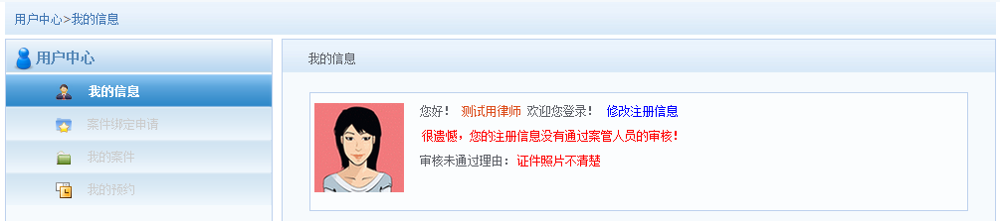 用户中心>我的信息
用户中心
我的信息
案件绑定申请
我的案件
我的预约
我的信息
您好！ 测试用律师 欢迎您登录！ 修改注册信息
很遗憾，您的注册信息没有通过案管人员的审核！
审核未通过理由：证件照片不清楚